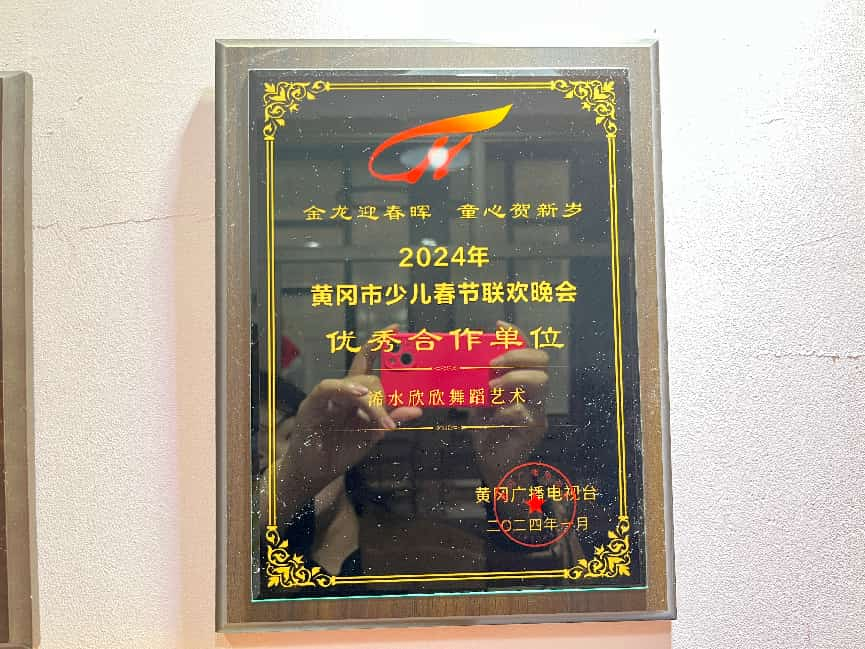 金龙迎春晖 童心贺新岁
2024年
黄冈市少儿春节联欢晚会
优秀合作单位
浠水欣欣舞蹈艺术
黄冈广播电视台
二〇二四年一月